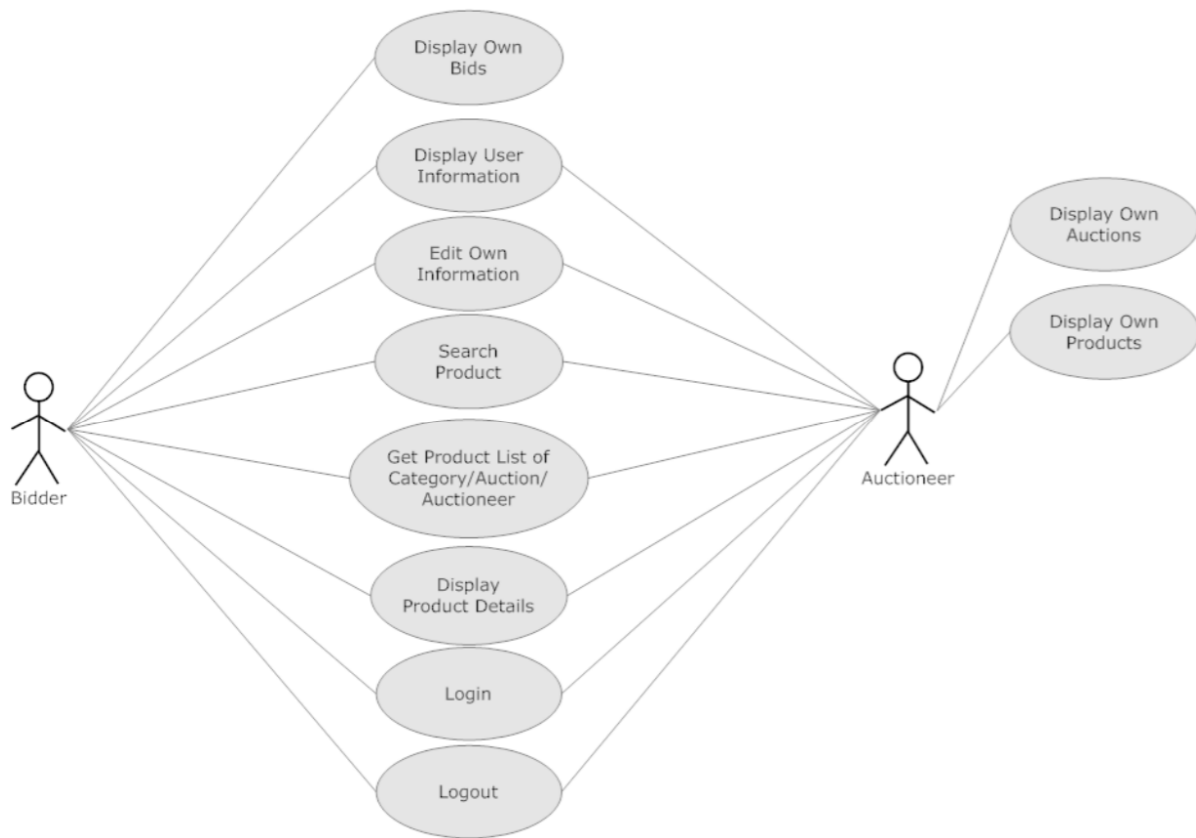 Display Own
Bids
Display User
Information
Edit Own
Information
Search
Product
Get Product List of
Category/Auction/
Auctioneer
Display
Product Details
Login
Logout
Bidder
Auctioneer
Display Own
Auctions
Display Own
Products